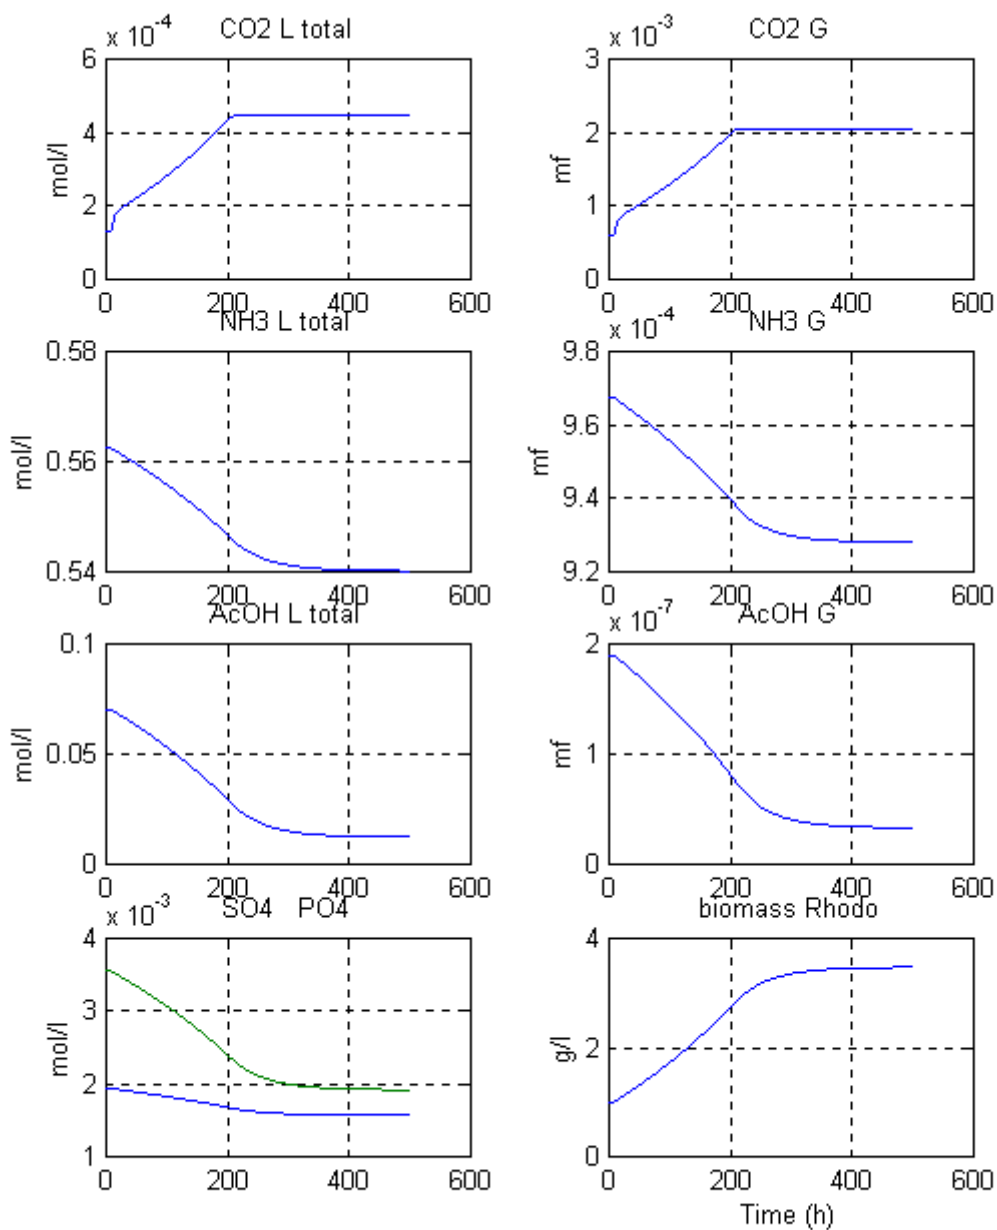 x 10-4 CO2 L total
6
4
2
0
mol/l
0 200 400 600
x 10-3 CO2 G
3
2
1
0
mf
0 200 400 600
NH3 L total
0.58
0.56
0.54
mol/l
0 200 400 600
x 10-4 NH3 G
9.8
9.6
9.4
9.2
mf
0 200 400 600
AcOH L total
0.1
0.05
0
mol/l
0 200 400 600
x 10-7 AcOH G
2
1
0
mf
0 200 400 600
x 10-3 SO4 PO4
4
3
2
1
mol/l
0 200 400 600
biomass Rhodo
4
2
0
g/l
0 200 400 600
Time (h)